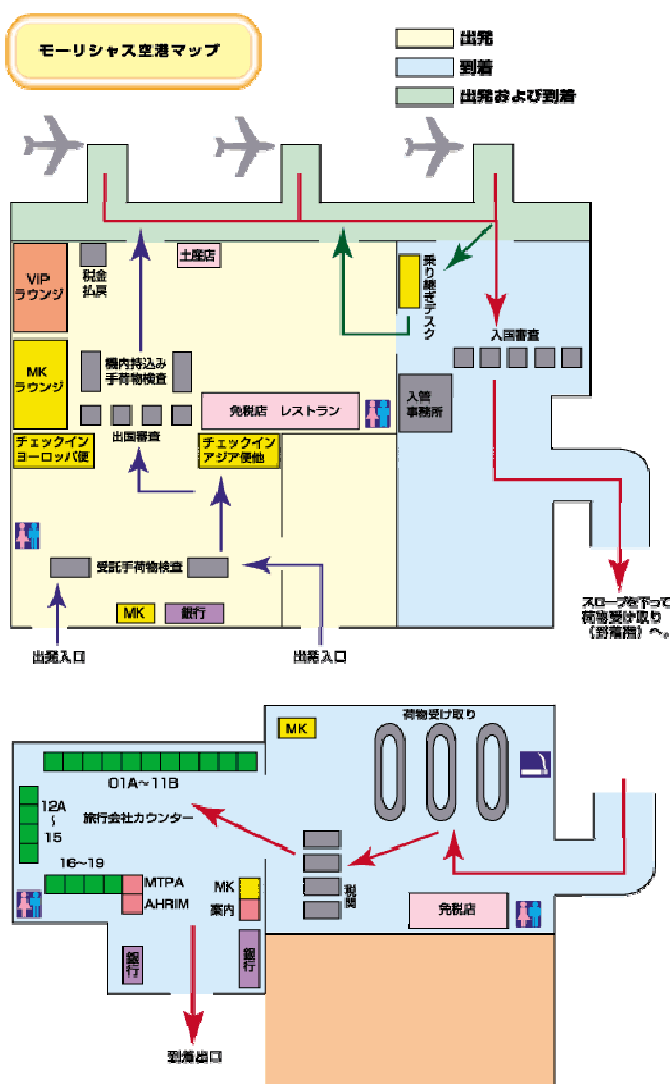 モーリシャス空港マップ
出発
到着
出発および到着
VIP
ラウンジ
税金
払戻
土産店
乗り継ぎデスク
入国審査
MK
ラウンジ
機内持込み
手荷物検査
免税店 レストラン
入管
事務所
出国審査
チェックイン
ヨーロッパ便
チェックイン
アジア便他
受託手荷物検査
MK
銀行
出発入口
出発入口
スロープを下って
荷物受け取り
(到着階)へ。
荷物受け取り
MK
01A～11B
12A
～
15
旅行会社カウンター
16～19
MTPA
AHRIM
MK
案内
税関
免税店
銀行
銀行
到着出口